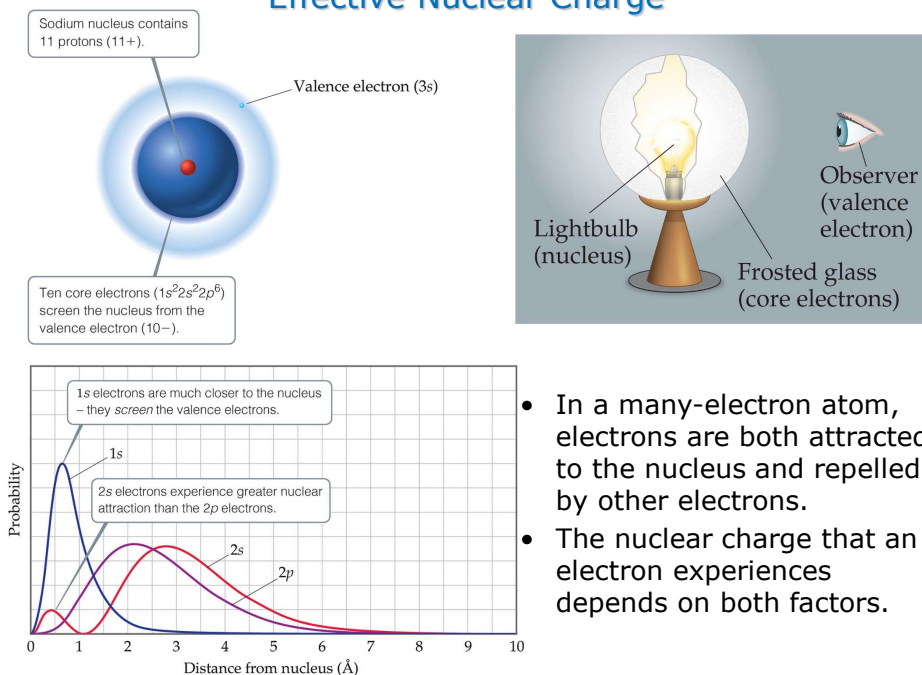 Effective Nuclear Charge
Sodium nucleus contains
11 protons (11+).
Valence electron (3s)
Ten core electrons (1s²2s²2p⁶)
screen the nucleus from the
valence electron (10−).
Lightbulb
(nucleus)
Observer
(valence
electron)
Frosted glass
(core electrons)
1s electrons are much closer to the nucleus
– they screen the valence electrons.
1s
2s electrons experience greater nuclear
attraction than the 2p electrons.
2s
2p
Probability
0 1 2 3 4 5 6 7 8 9 10
Distance from nucleus (Å)
• In a many-electron atom,
electrons are both attracted
to the nucleus and repelled
by other electrons.
• The nuclear charge that an
electron experiences
depends on both factors.